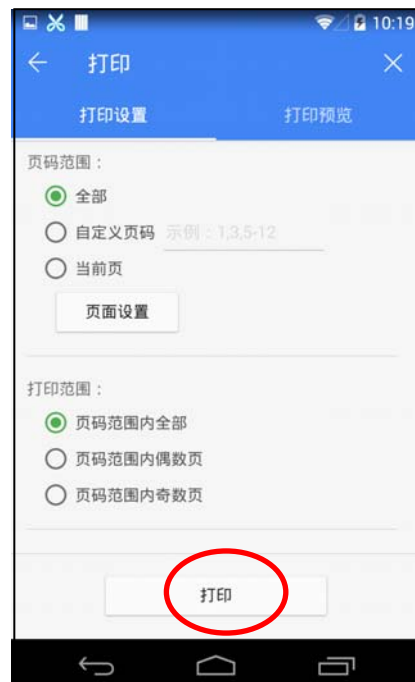 10:19
打印
打印设置 打印预览
页码范围：
全部
自定义页码 示例：1,3,5-12
当前页
页面设置
打印范围：
页码范围内全部
页码范围内偶数页
页码范围内奇数页
打印